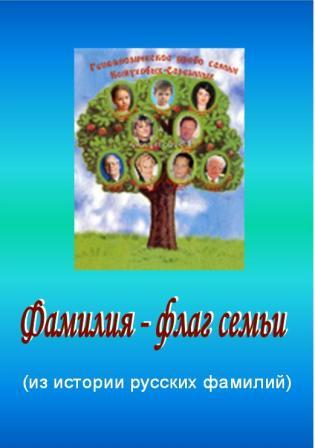 Генеалогическое древо семьи
Фамилия - флаг семьи
(из истории русских фамилий)